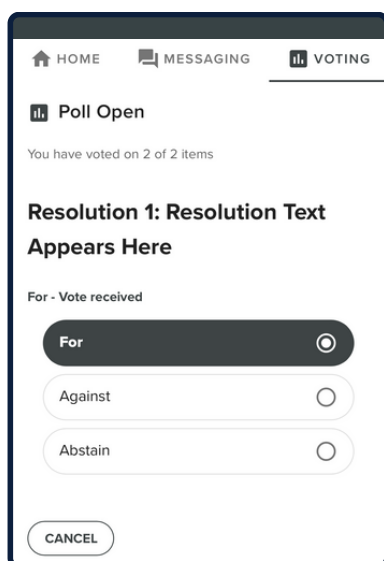 HOME MESSAGING VOTING
Poll Open
You have voted on 2 of 2 items
Resolution 1: Resolution Text
Appears Here
For - Vote received
For
Against
Abstain
CANCEL